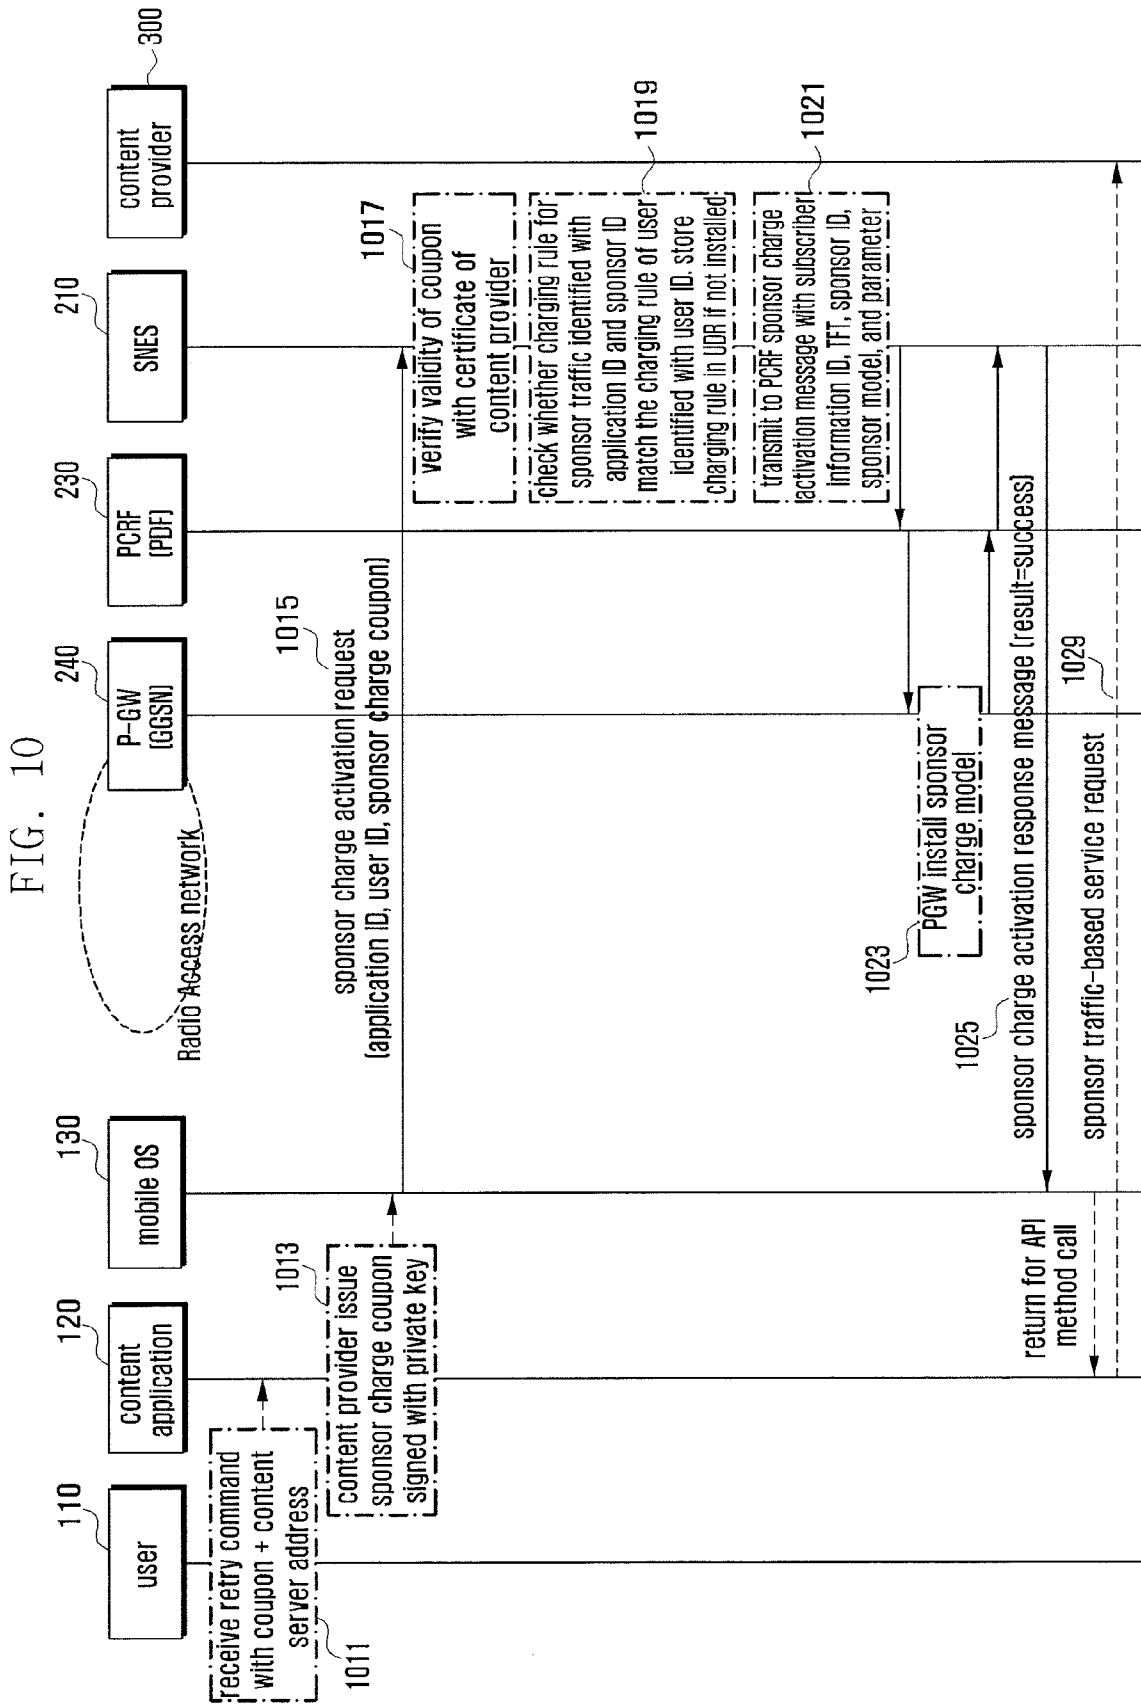 FIG. 10
110
user
120
content
application
130
mobile OS
Radio Access network
240
P-GW
(GGSN)
230
PCRF
(PDF)
210
SNES
300
content
provider
receive retry command
with coupon + content
server address
1011
1013
content provider issue
sponsor charge coupon
signed with private key
1015
sponsor charge activation request
(application ID, user ID, sponsor charge coupon)
1017
verify validity of coupon
with certificate of
content provider
check whether charging rule for
sponsor traffic identified with
application ID and sponsor ID
match the charging rule of user
identified with user ID. store
charging rule in UDR if not installed
1019
transmit to PCRF sponsor charge
activation message with subscriber
information ID, TFT, sponsor ID,
sponsor model, and parameter
1021
1023
PGW install sponsor
charge model
1025
sponsor charge activation response message (result=success)
return for API
method call
sponsor traffic-based service request
1029